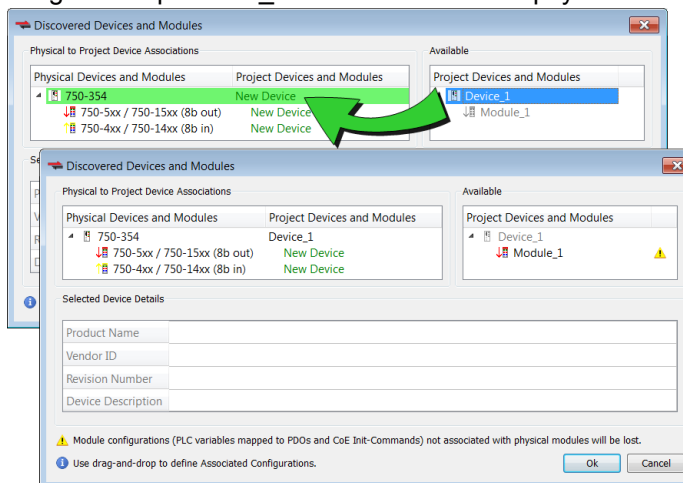 Discovered Devices and Modules
Physical to Project Device Associations
Available
Physical Devices and Modules Project Devices and Modules
Project Devices and Modules
750-354 New Device
Device_1
750-5xx / 750-15xx (8b out) New Device
Module_1
750-4xx / 750-14xx (8b in) New Device
Discovered Devices and Modules
Physical to Project Device Associations
Available
Physical Devices and Modules Project Devices and Modules
Project Devices and Modules
750-354 Device_1
Device_1
750-5xx / 750-15xx (8b out) New Device
Module_1
750-4xx / 750-14xx (8b in) New Device
Selected Device Details
Product Name
Vendor ID
Revision Number
Device Description
Module configurations (PLC variables mapped to PDOs and CoE Init-Commands) not associated with physical modules will be lost.
Use drag-and-drop to define Associated Configurations.
Ok Cancel